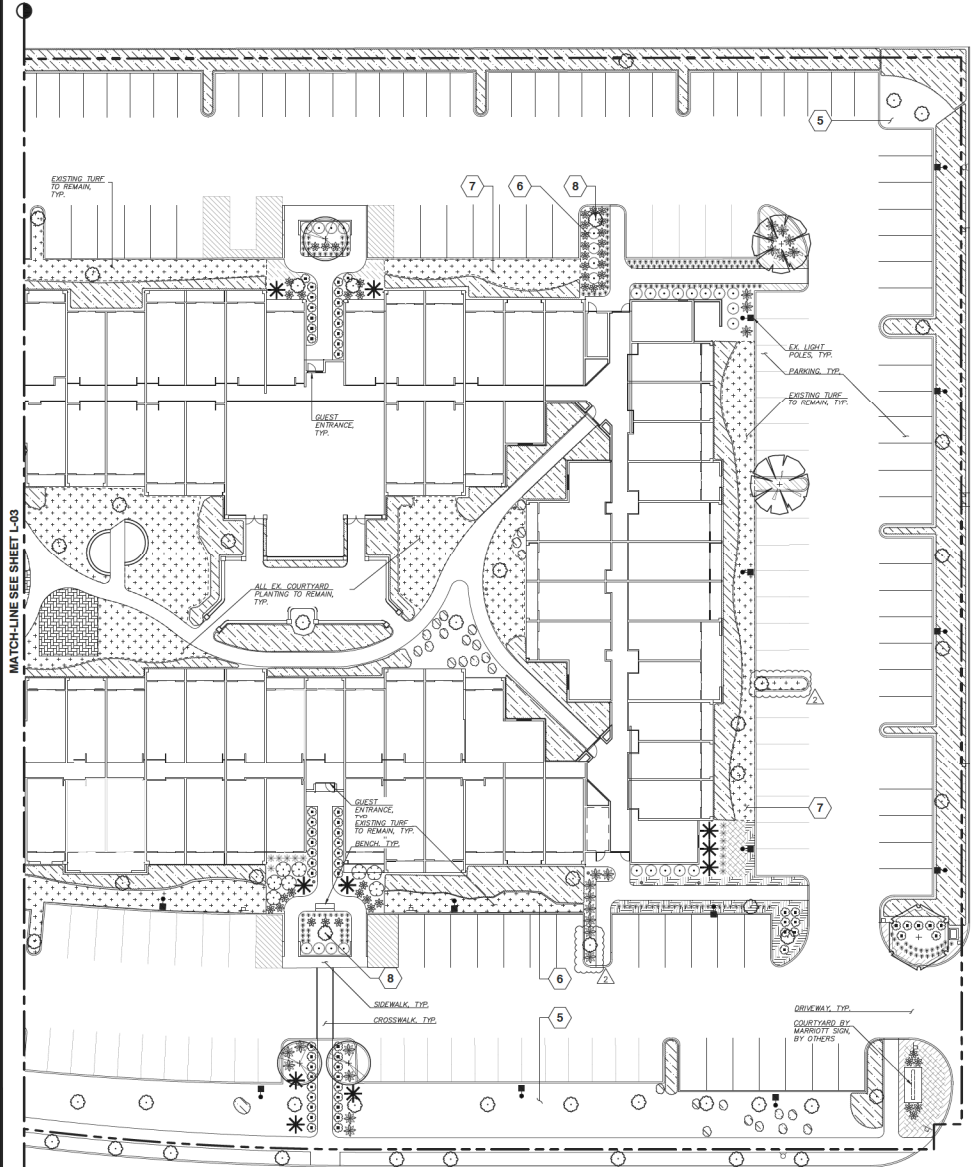 5
EXISTING TURF
TO REMAIN,
TYP.
7
6
8
EX. LIGHT
POLES, TYP.
PARKING, TYP.
EXISTING TURF
TO REMAIN, TYP.
GUEST
ENTRANCE,
TYP.
MATCH-LINE SEE SHEET L-03
ALL EX. COURTYARD
PLANTING TO REMAIN,
TYP.
2
7
GUEST
ENTRANCE,
TYP.
EXISTING TURF
TO REMAIN, TYP.
BENCH, TYP.
8
6
2
SIDEWALK, TYP.
CROSSWALK, TYP.
5
DRIVEWAY, TYP.
COURTYARD BY
MARRIOTT SIGN,
BY OTHERS